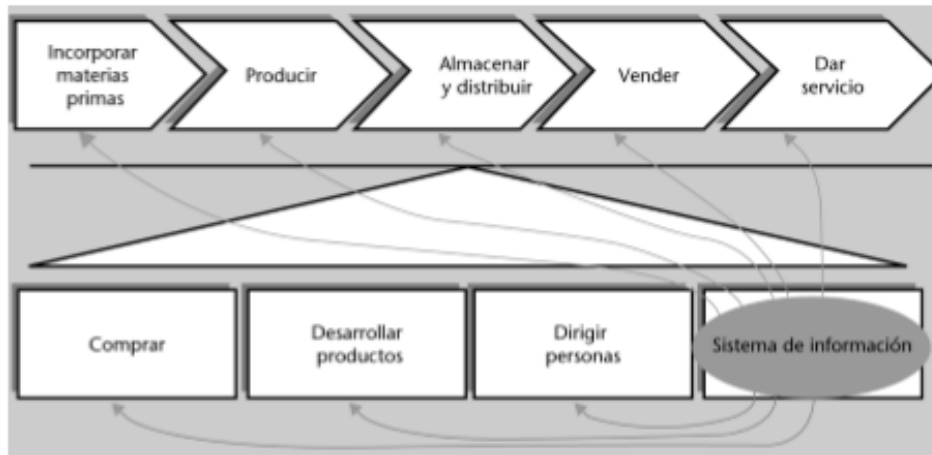 Incorporar
materias
primas
Producir
Almacenar
y distribuir
Vender
Dar
servicio
Comprar
Desarrollar
productos
Dirigir
personas
Sistema de información